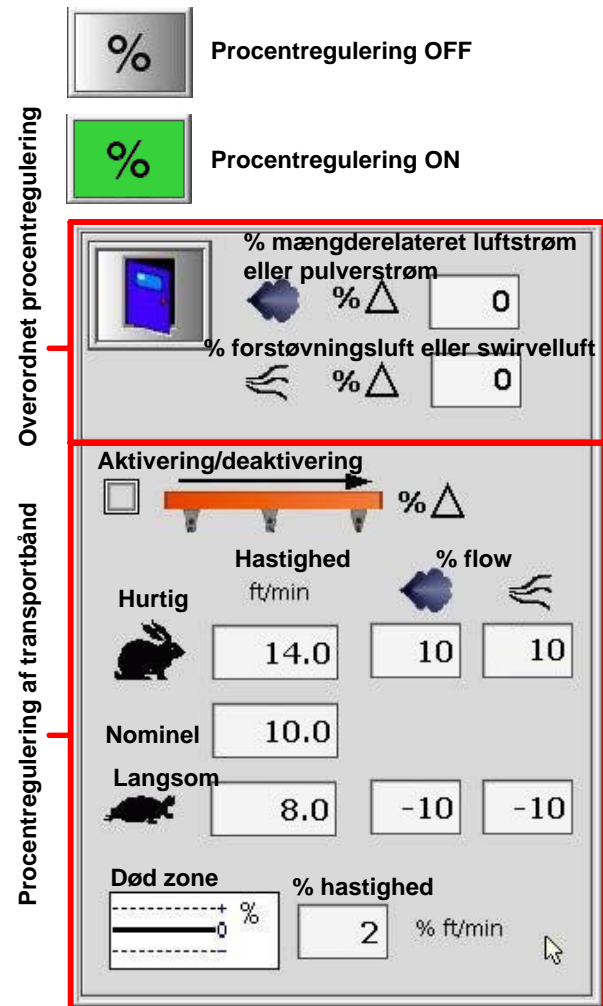 %
Procentregulering OFF
%
Procentregulering ON
Overordnet procentregulering
% mængderelateret luftstrøm
eller pulverstrøm
%Δ 0
% forstøvningsluft eller swirvelluft
%Δ 0
Procentregulering af transportbånd
Aktivering/deaktivering
%Δ
Hastighed % flow
Hurtig ft/min
14.0 10 10
Nominel 10.0
Langsom
8.0 -10 -10
Død zone % hastighed
+ %
0
-
2 % ft/min